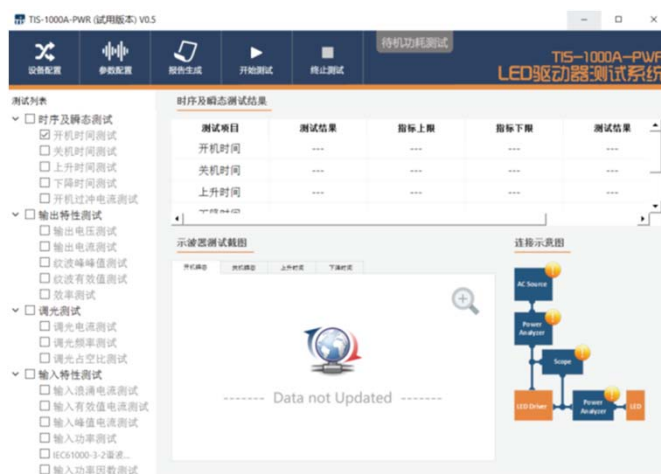 TIS-1000A-PWR (试用版本) V0.5
设备配置
参数配置
报告生成
开始测试
终止测试
待机功耗测试
TIS-1000A-PWR
LED驱动器测试系统
测试列表
时序及瞬态测试
开机时间测试
关机时间测试
上升时间测试
下降时间测试
开机过冲电流测试
输出特性测试
输出电压测试
输出电流测试
纹波峰峰值测试
纹波有效值测试
效率测试
调光测试
调光电流测试
调光频率测试
调光占空比测试
输入特性测试
输入浪涌电流测试
输入有效值电流测试
输入峰值电流测试
输入功率测试
IEC61000-3-2谐波...
输入功率因数测试
时序及瞬态测试结果
测试项目 测试结果 指标上限 指标下限 测试结果
开机时间 --- --- --- ---
关机时间 --- --- --- ---
上升时间 --- --- --- ---
下降时间
示波器测试截图
开机瞬态 关机瞬态 上升时间 下降时间
------ Data not Updated ------
连接示意图
AC Source
Power Analyzer
Scope
LED Driver
Power Analyzer
LED